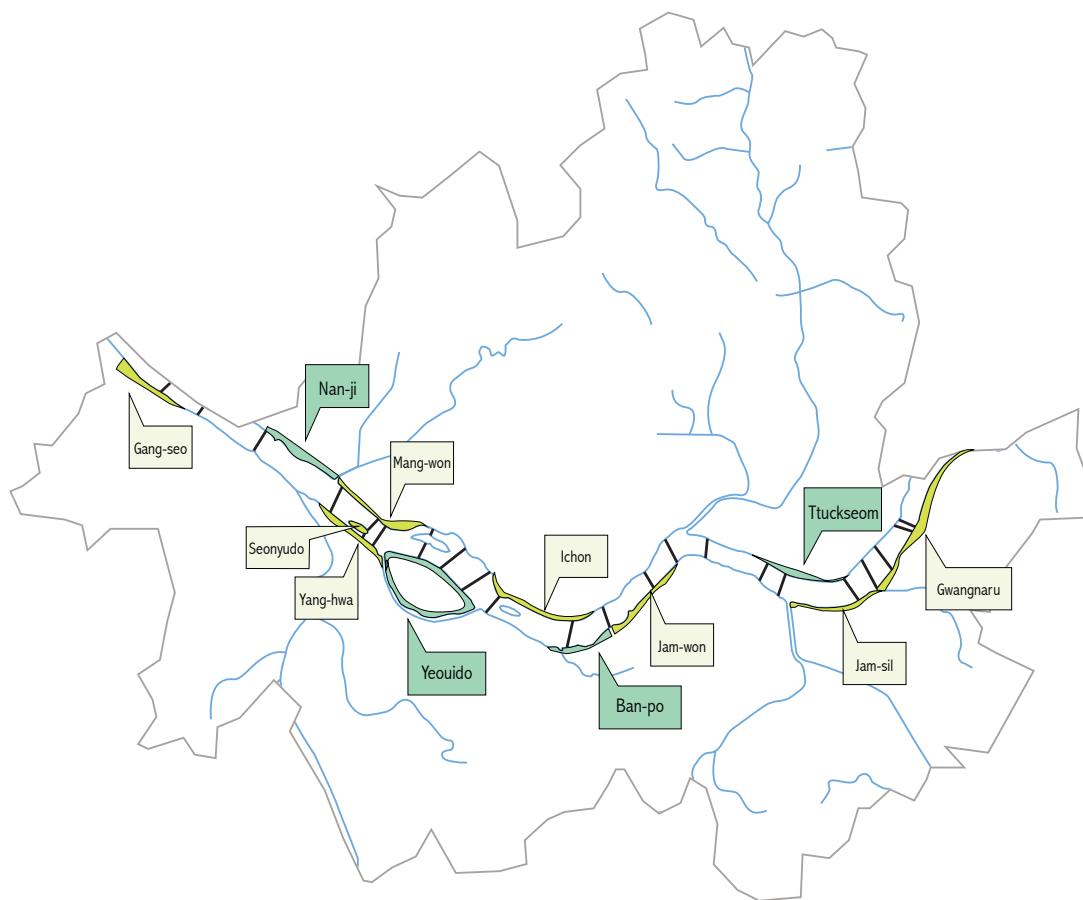 Nan-ji
Gang-seo
Mang-won
Seonyudo
Yang-hwa
Ichon
Ttuckseom
Gwangnaru
Jam-won
Jam-sil
Yeouido
Ban-po